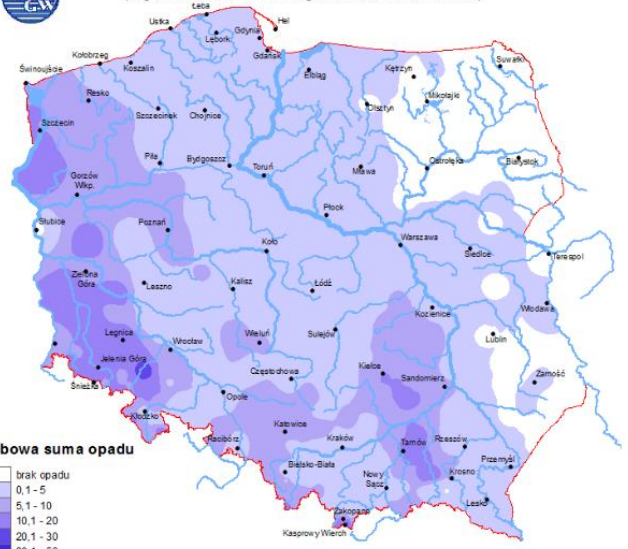 GW
Łeba
Ustka
Hel
Lębork
Gdynia
Gdańsk
Kołobrzeg
Koszalin
Suwałki
Świnoujście
Elbląg
Kętrzyn
Resko
Mikołajki
Szczecinek
Chojnice
Olsztyn
Szczecin
Piła
Bydgoszcz
Toruń
Mława
Ostrołęka
Białystok
Gorzów
Wlkp.
Płock
Słubice
Poznań
Koło
Warszawa
Siedlce
Terespol
Zielona
Góra
Leszno
Kalisz
Łódź
Kozienice
Włodawa
Legnica
Wrocław
Wieluń
Sulejów
Lublin
Jelenia Góra
Częstochowa
Kielce
Sandomierz
Zamość
Śnieżka
Opole
Kłodzko
Katowice
Racibórz
Kraków
Tarnów
Rzeszów
Przemyśl
Bielsko-Biała
Nowy
Sącz
Krosno
Lesko
Zakopane
Kasprowy Wierch
bowa suma opadu
brak opadu
0,1 - 5
5,1 - 10
10,1 - 20
20,1 - 30